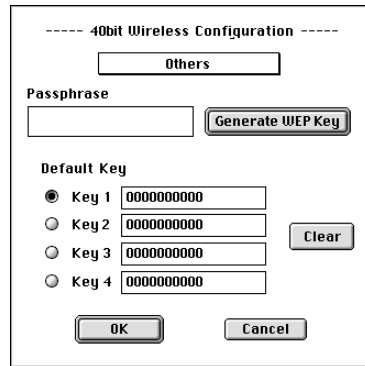 ----- 40bit Wireless Configuration -----
Others
Passphrase
Generate WEP Key
Default Key
Key 1 0000000000
Key 2 0000000000
Clear
Key 3 0000000000
Key 4 0000000000
OK Cancel